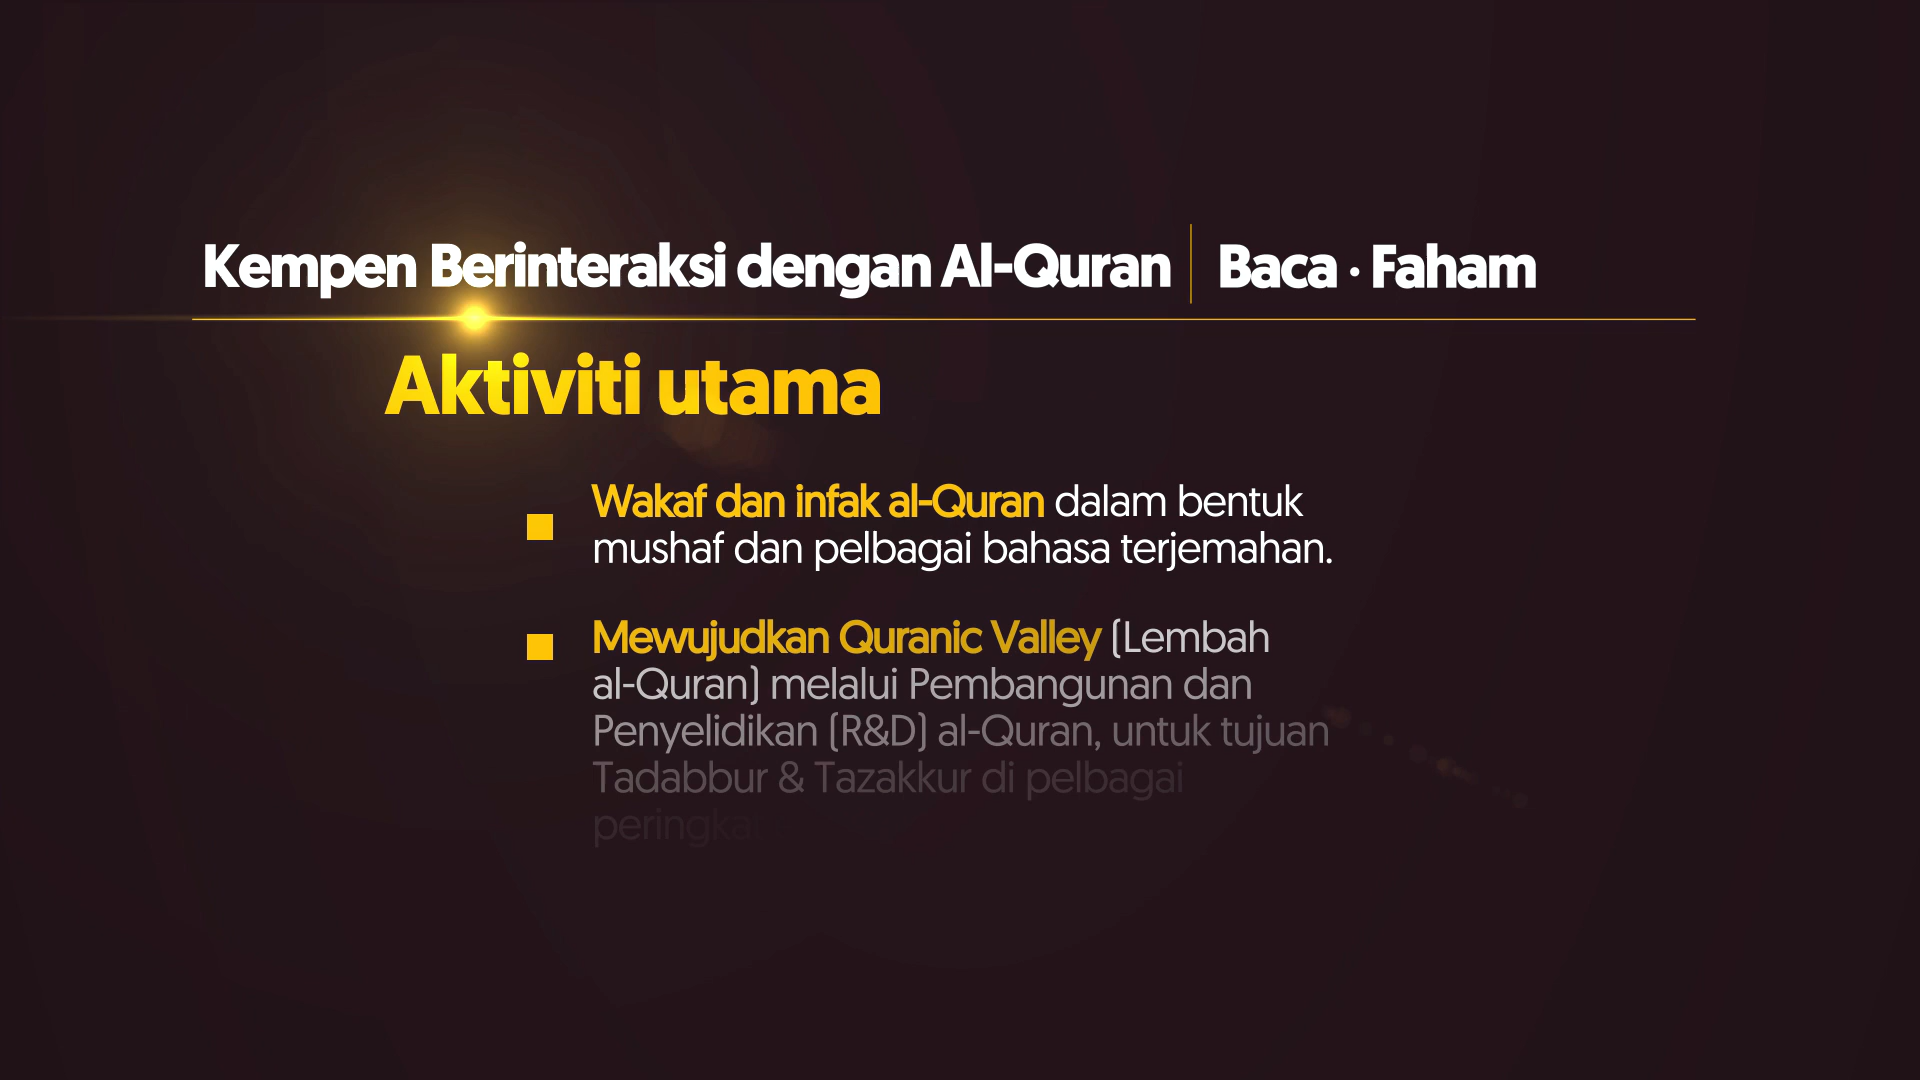 Kempen Berinteraksi dengan Al-Quran | Baca · Faham
Aktiviti utama
Wakaf dan infak al-Quran dalam bentuk
mushaf dan pelbagai bahasa terjemahan.
Mewujudkan Quranic Valley (Lembah
al-Quran) melalui Pembangunan dan
Penyelidikan (R&D) al-Quran, untuk tujuan
Tadabbur & Tazakkur di pelbagai